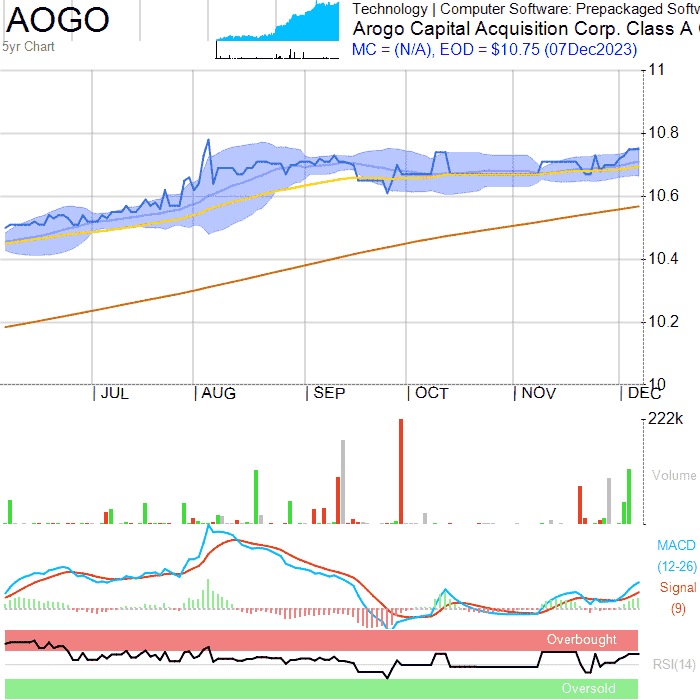 AOGO
5yr Chart
Technology | Computer Software: Prepackaged Softw
Arogo Capital Acquisition Corp. Class A
MC = (N/A), EOD = $10.75 (07Dec2023)
11
10.8
10.6
10.4
10.2
10
JUL AUG SEP OCT NOV DEC
222k
Volume
MACD
(12-26)
Signal
(9)
Overbought
RSI(14)
Oversold